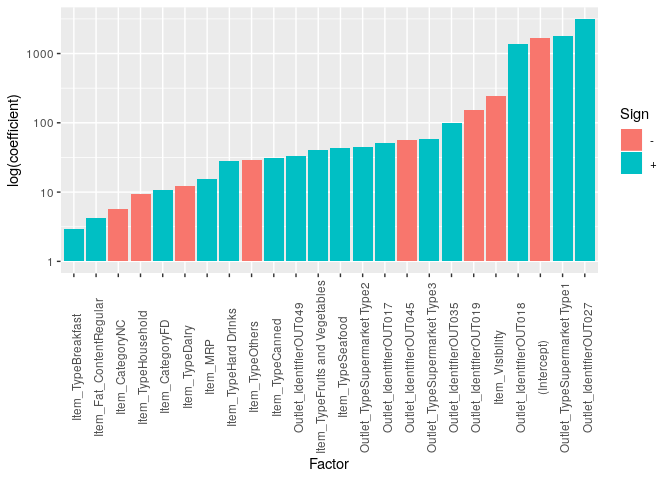 log(coefficient)
1000
100
10
1
Item_TypeBreakfast
Item_Fat_ContentRegular
Item_CategoryNC
Item_TypeHousehold
Item_CategoryFD
Item_TypeDairy
Item_MRP
Item_TypeHard Drinks
Item_TypeOthers
Item_TypeCanned
Outlet_IdentifierOUT049
Item_TypeFruits and Vegetables
Item_TypeSeafood
Outlet_TypeSupermarket Type2
Outlet_IdentifierOUT017
Outlet_IdentifierOUT045
Outlet_TypeSupermarket Type3
Outlet_IdentifierOUT035
Outlet_IdentifierOUT019
Item_Visibility
Outlet_IdentifierOUT018
(Intercept)
Outlet_TypeSupermarket Type1
Outlet_IdentifierOUT027
Factor
Sign
-
+